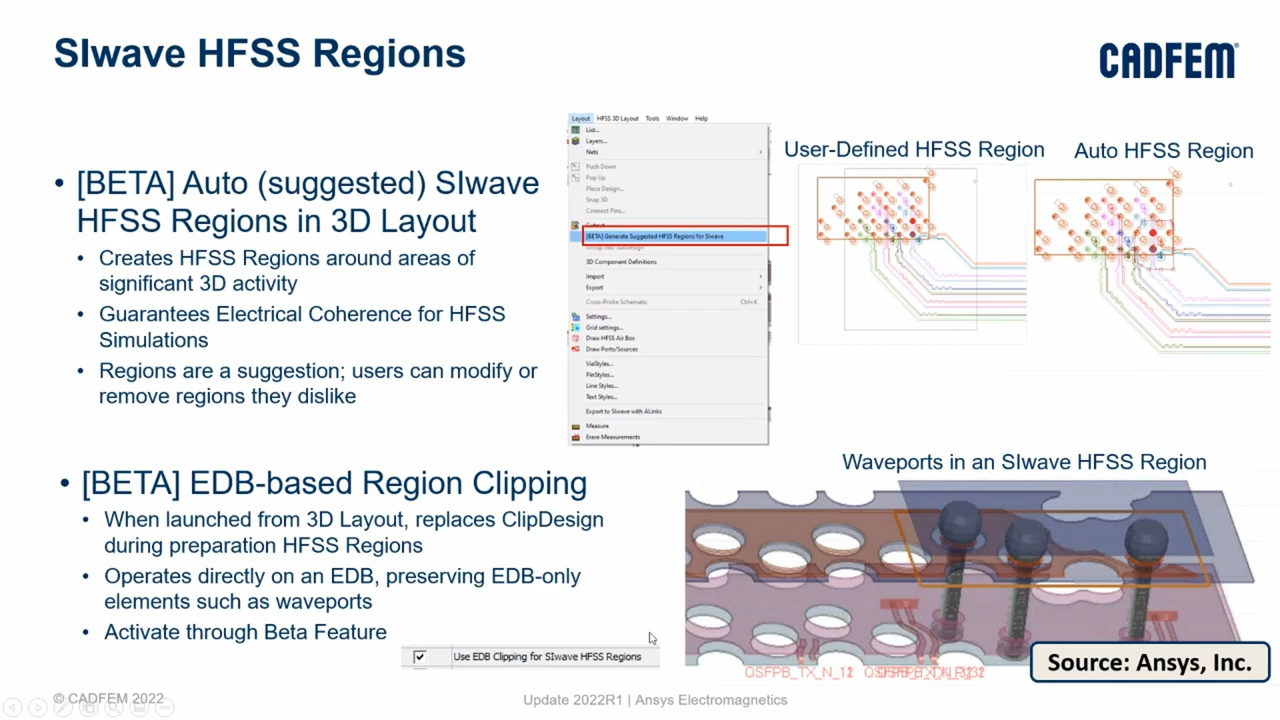 SIwave HFSS Regions
CADFEM
• [BETA] Auto (suggested) SIwave
HFSS Regions in 3D Layout
• Creates HFSS Regions around areas of
significant 3D activity
• Guarantees Electrical Coherence for HFSS
Simulations
• Regions are a suggestion; users can modify or
remove regions they dislike
Layout HFSS 3D Layout Tools Window Help
List...
Layers...
Nets
Push Down
Pop Up
Place Design...
Snap 3D
Connect Pins...
[BETA] Generate Suggested HFSS Regions for SIwave
3D Component Definitions
Import
Export
Cross-Probe Schematic Ctrl+K
Settings...
Grid settings...
Draw HFSS Air Box
Draw Ports/Sources
ViaStyles...
PinStyles...
Line Styles...
Text Styles...
Export to SIwave with ALinks
Measure
Erase Measurements
User-Defined HFSS Region
Auto HFSS Region
• [BETA] EDB-based Region Clipping
• When launched from 3D Layout, replaces ClipDesign
during preparation HFSS Regions
• Operates directly on an EDB, preserving EDB-only
elements such as waveports
• Activate through Beta Feature
Use EDB Clipping for SIwave HFSS Regions
Waveports in an SIwave HFSS Region
Source: Ansys, Inc.
© CADFEM 2022
Update 2022R1 | Ansys Electromagnetics